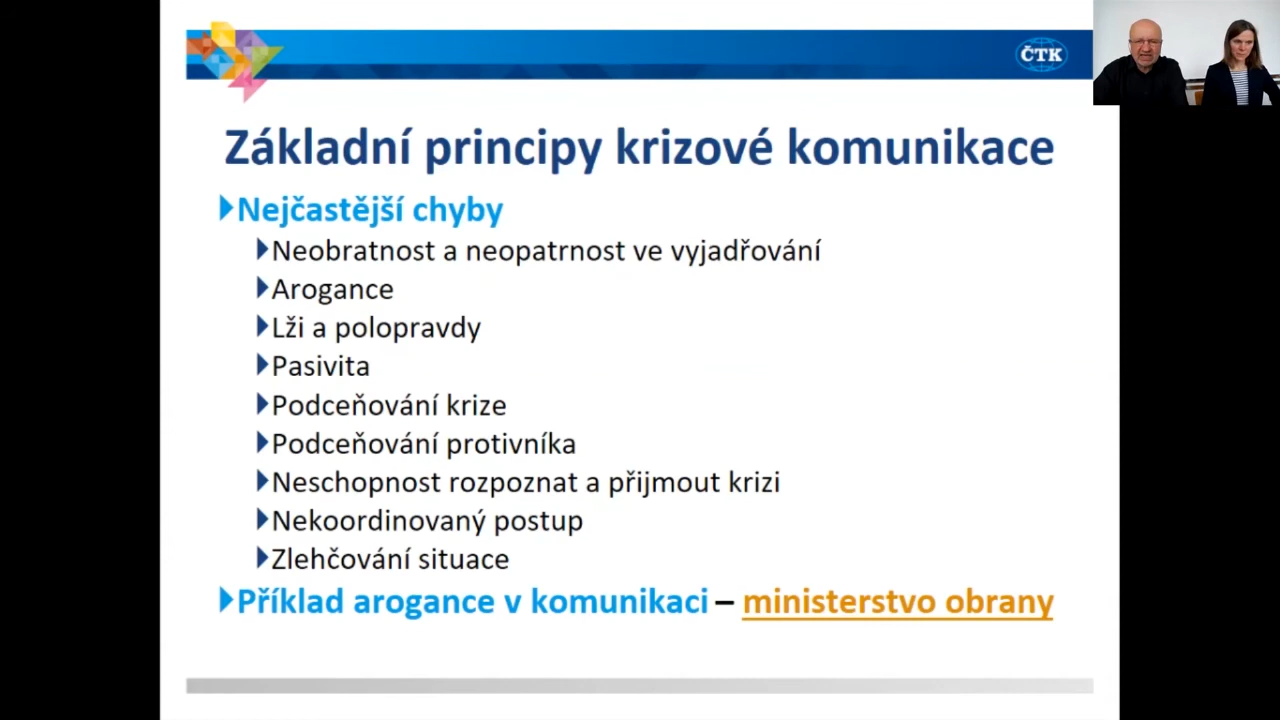 ČTK
Základní principy krizové komunikace
Nejčastější chyby
Neobratnost a neopatrnost ve vyjadřování
Arogance
Lži a polopravdy
Pasivita
Podceňování krize
Podceňování protivníka
Neschopnost rozpoznat a přijmout krizi
Nekoordinovaný postup
Zlehčování situace
Příklad arogance v komunikaci – ministerstvo obrany